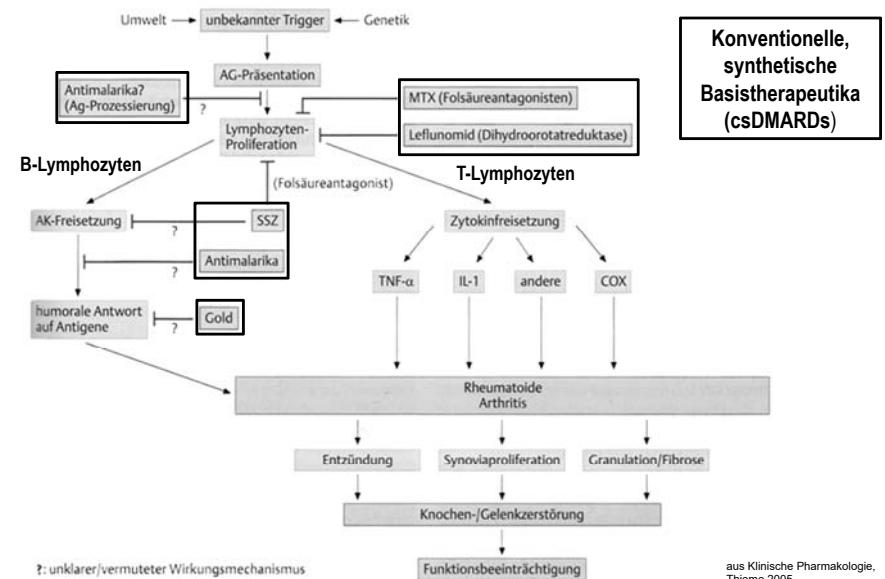 Umwelt
unbekannter Trigger
Genetik
Konventionelle,
synthetische
Basistherapeutika
(csDMARDs)
AG-Präsentation
Antimalarika?
(Ag-Prozessierung)
?
MTX (Folsäureantagonisten)
Lymphozyten-
Proliferation
Leflunomid (Dihydroorotatreduktase)
B-Lymphozyten
T-Lymphozyten
(Folsäureantagonist)
AK-Freisetzung
?
SSZ
Zytokinfreisetzung
?
Antimalarika
TNF-α
IL-1
andere
COX
humorale Antwort
auf Antigene
?
Gold
Rheumatoide
Arthritis
Entzündung
Synoviaproliferation
Granulation/Fibrose
Knochen-/Gelenkzerstörung
?: unklarer/vermuteter Wirkungsmechanismus
Funktionsbeeinträchtigung
aus Klinische Pharmakologie,
Thieme 2005